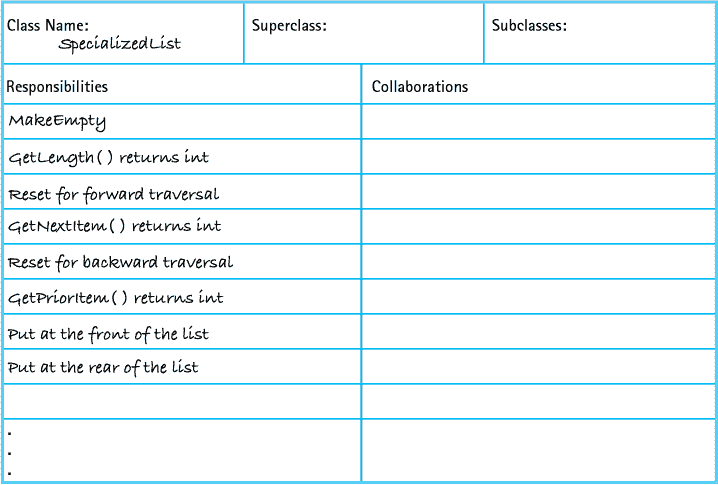 Class Name:
SpecializedList
Superclass:
Subclasses:
Responsibilities
Collaborations
MakeEmpty
GetLength() returns int
Reset for forward traversal
GetNextItem() returns int
Reset for backward traversal
GetPriorItem() returns int
Put at the front of the list
Put at the rear of the list
.
.
.